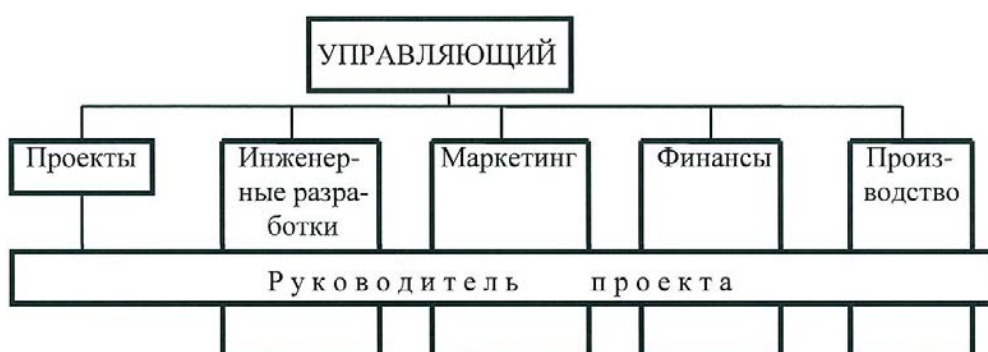 УПРАВЛЯЮЩИЙ
Проекты
Инженер-
ные разра-
ботки
Маркетинг
Финансы
Произ-
водство
Руководитель проекта